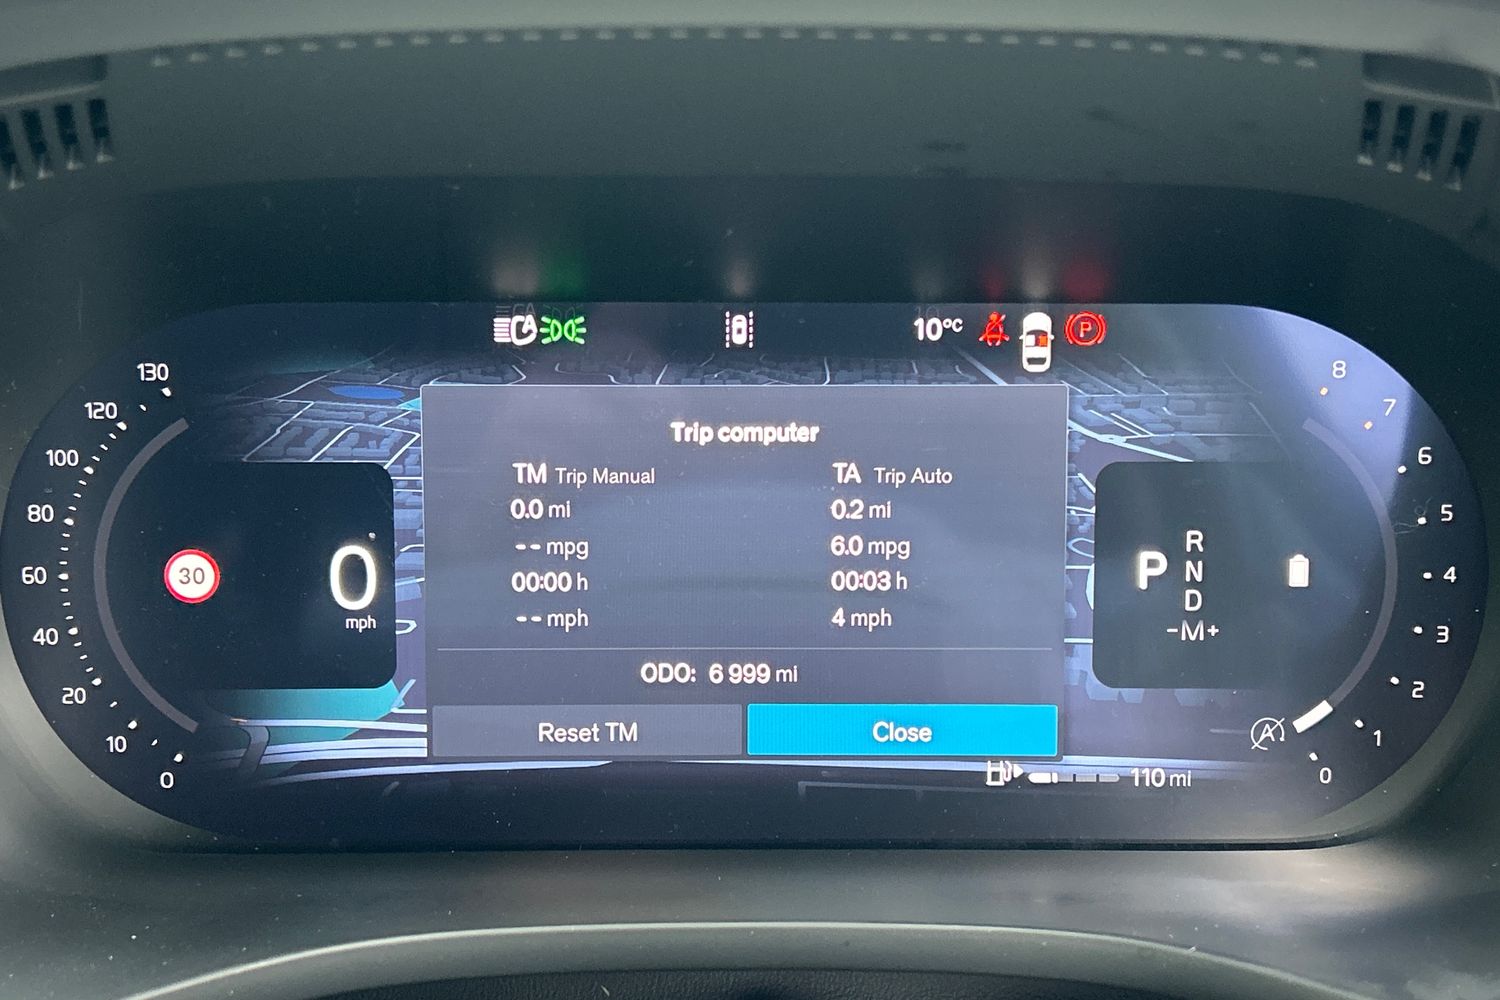 A
10°C
P
130
120
100
80
60
40
20
10
0
30
0
mph
Trip computer
TM Trip Manual
0.0 mi
-- mpg
00:00 h
-- mph
TA Trip Auto
0.2 mi
6.0 mpg
00:03 h
4 mph
ODO: 6 999 mi
Reset TM
Close
P
R
N
D
-M+
8
7
6
5
4
3
2
1
0
A
110 mi